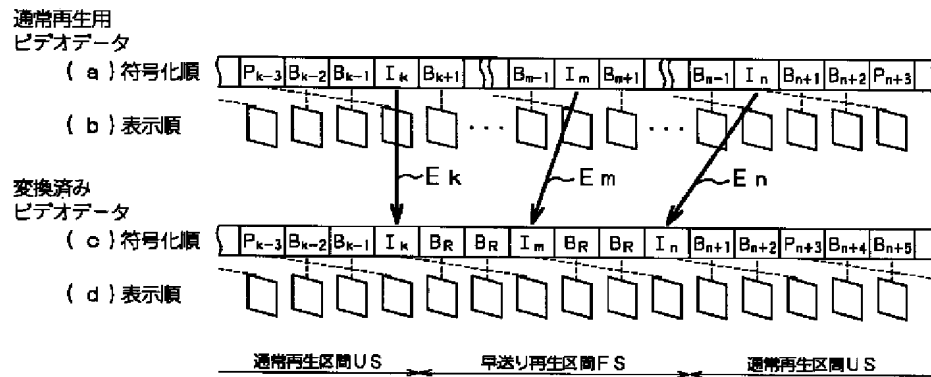 通常再生用
ビデオデータ
(a)符号化順 P k-3 B k-2 B k-1 I k B k+1 B m-1 I m B m+1 B n-1 I n B n+1 B n+2 P n+3
(b)表示順 ... ...
E k E m E n
変換済み
ビデオデータ
(c)符号化順 P k-3 B k-2 B k-1 I k B R B R I m B R B R I n B n+1 B n+2 P n+3 B n+4 B n+5
(d)表示順
通常再生区間US 早送り再生区間FS 通常再生区間US